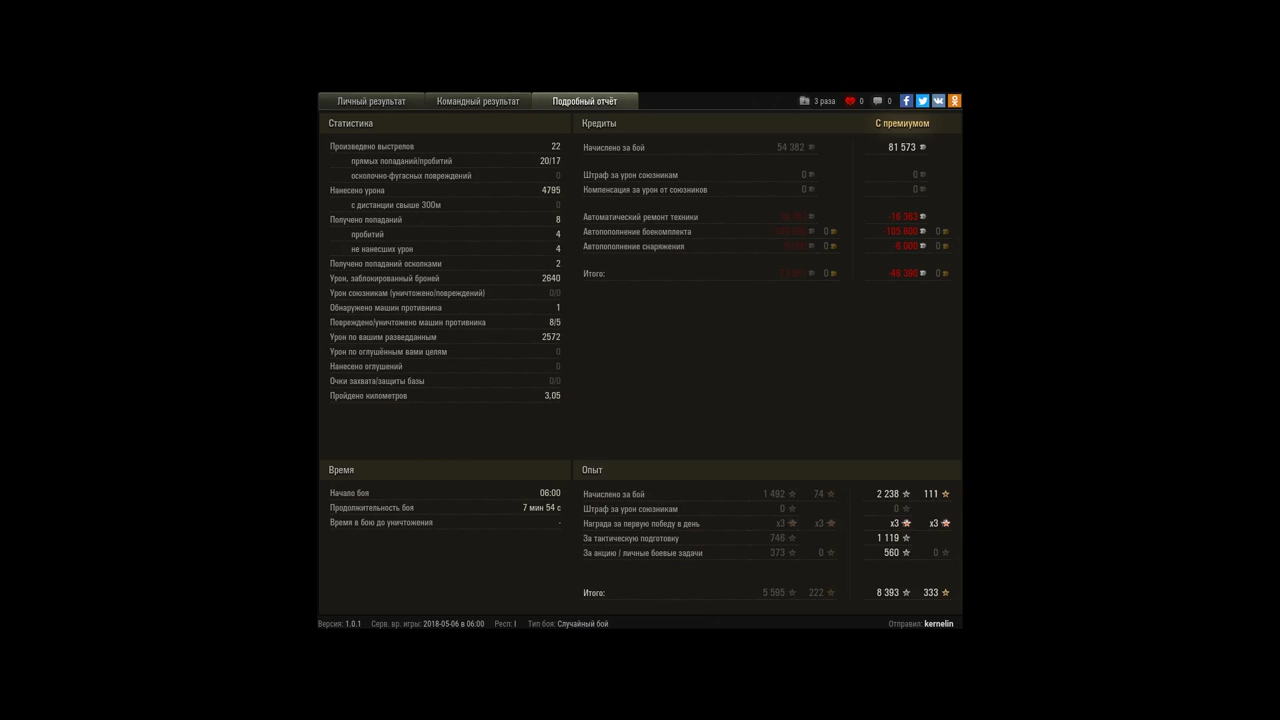 Личный результат Командный результат Подробный отчёт 3 раза 0 0
Статистика
Произведено выстрелов 22
прямых попаданий/пробитий 20/17
осколочно-фугасных повреждений 0
Нанесено урона 4795
с дистанции свыше 300м 0
Получено попаданий 8
пробитий 4
не нанесших урон 4
Получено попаданий осколками 2
Урон, заблокированный броней 2640
Урон союзникам (уничтожено/повреждений) 0/0
Обнаружено машин противника 1
Повреждено/уничтожено машин противника 8/5
Урон по вашим разведданным 2572
Урон по оглушённым вами целям 0
Нанесено оглушений 0
Очки захвата/защиты базы 0/0
Пройдено километров 3,05
Кредиты С премиумом
Начислено за бой 54 382 81 573
Штраф за урон союзникам 0 0
Компенсация за урон от союзников 0 0
Автоматический ремонт техники -16 363
Автопополнение боекомплекта 0 0
Автопополнение снаряжения 0 -6 000 0
Итого: 0 0
Время
Начало боя 06:00
Продолжительность боя 7 мин 54 с
Время в бою до уничтожения -
Опыт
Начислено за бой 1 492 74 2 238 111
Штраф за урон союзникам 0 0
Награда за первую победу в день x3 x3 x3 x3
За тактическую подготовку 746 1 119
За акцию / личные боевые задачи 373 0 560 0
Итого: 5 595 222 8 393 333
Версия: 1.0.1 Серв. вр. игры: 2018-05-06 в 06:00 Респ: I Тип боя: Случайный бой Отправил: kernelin